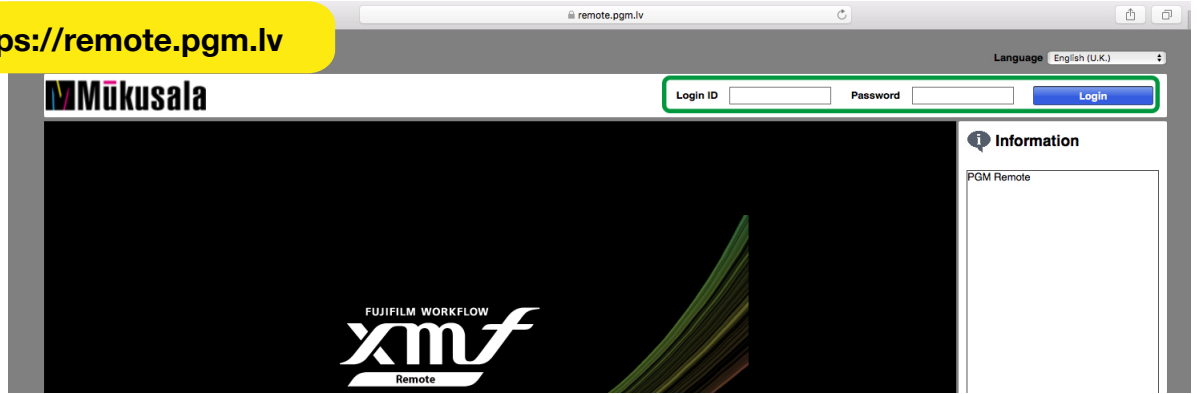 remote.pgm.lv
ps://remote.pgm.lv
Language English (U.K.)
Mūkusala
Login ID Password Login
Information
PGM Remote
FUJIFILM WORKFLOW
xmf
Remote